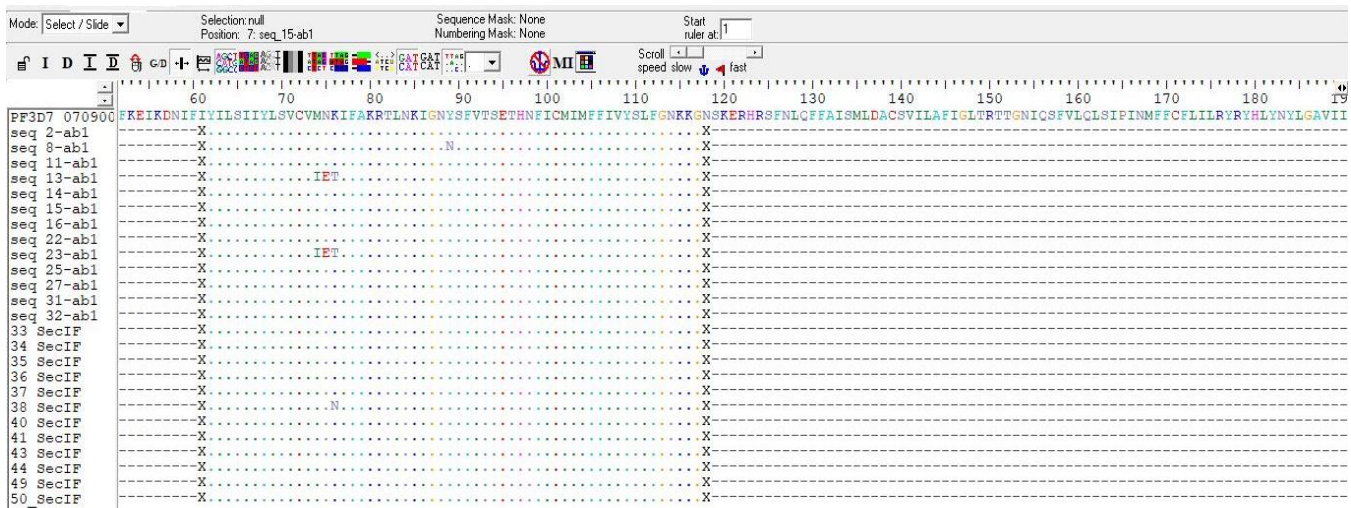 Mode: Select / Slide Selection: null Sequence Mask: None Start
Position: 7: seq_15-ab1 Numbering Mask: None ruler at: 1
I D I D G/D MI Scroll speed slow fast
60 70 80 90 100 110 120 130 140 150 160 170 180 19
PF3D7 070900 FKEIKDNIFIYILSIIYLSVCVMNKIFAKRTLNKIGNYSFVTSETHNFICMIMFFIVYSLFGNKKGNSKERHRSFNLQFFAISMLDACSVILAFIGLTRTTGNIQSFVLQLSIPINMFFCFLILRYRYHLYNYLGAVII
seq 2-ab1 ---------X........................................................X------------------------------------------------------------------------
seq 8-ab1 ---------X...........................N............................X------------------------------------------------------------------------
seq 11-ab1 ---------X........................................................X------------------------------------------------------------------------
seq 13-ab1 ---------X............IET.........................................X------------------------------------------------------------------------
seq 14-ab1 ---------X........................................................X------------------------------------------------------------------------
seq 15-ab1 ---------X........................................................X------------------------------------------------------------------------
seq 16-ab1 ---------X........................................................X------------------------------------------------------------------------
seq 22-ab1 ---------X........................................................X------------------------------------------------------------------------
seq 23-ab1 ---------X............IET.........................................X------------------------------------------------------------------------
seq 25-ab1 ---------X........................................................X------------------------------------------------------------------------
seq 27-ab1 ---------X........................................................X------------------------------------------------------------------------
seq 31-ab1 ---------X........................................................X------------------------------------------------------------------------
seq 32-ab1 ---------X........................................................X------------------------------------------------------------------------
33 SecIF ---------X........................................................X------------------------------------------------------------------------
34 SecIF ---------X........................................................X------------------------------------------------------------------------
35 SecIF ---------X........................................................X------------------------------------------------------------------------
36 SecIF ---------X........................................................X------------------------------------------------------------------------
37 SecIF ---------X........................................................X------------------------------------------------------------------------
38 SecIF ---------X..............N.........................................X------------------------------------------------------------------------
40 SecIF ---------X........................................................X------------------------------------------------------------------------
41 SecIF ---------X........................................................X------------------------------------------------------------------------
43 SecIF ---------X........................................................X------------------------------------------------------------------------
44 SecIF ---------X........................................................X------------------------------------------------------------------------
49 SecIF ---------X........................................................X------------------------------------------------------------------------
50 SecIF ---------X........................................................X------------------------------------------------------------------------